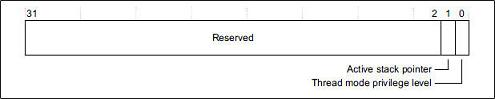 31 2 1 0
Reserved
Active stack pointer
Thread mode privilege level